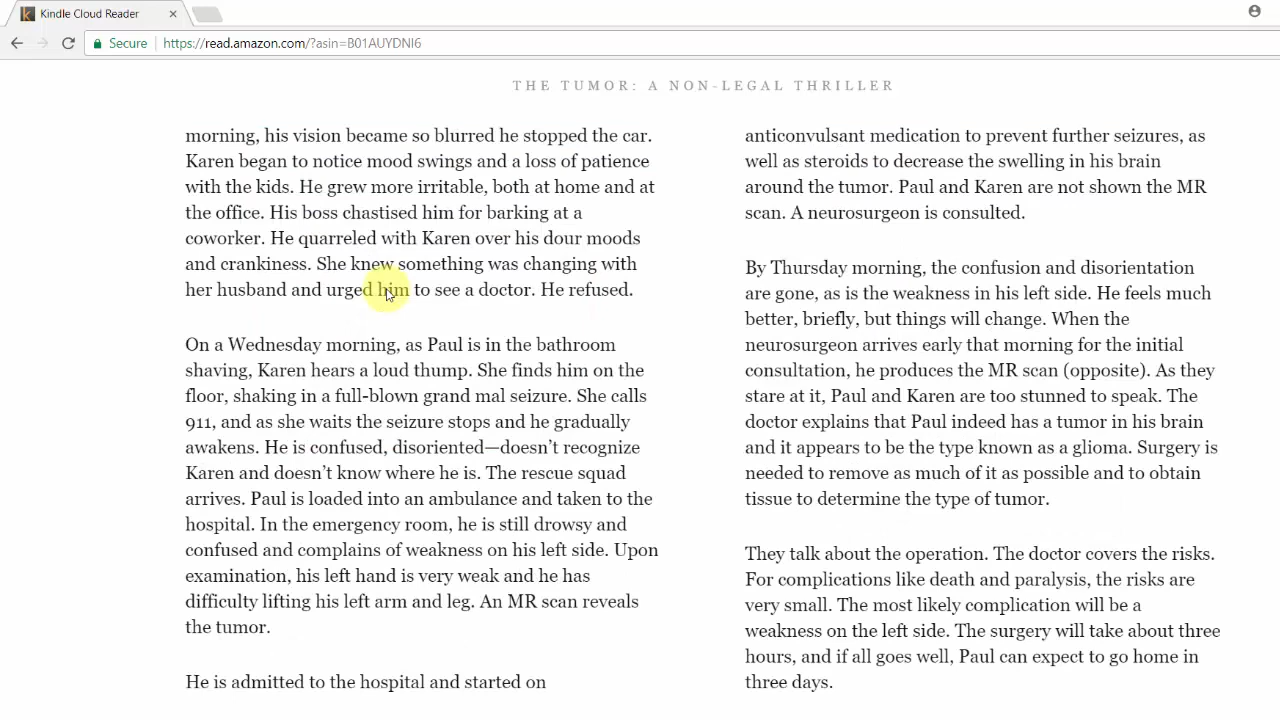 Kindle Cloud Reader
Secure
https://read.amazon.com/?asin=B01AUYDNI6
THE TUMOR: A NON-LEGAL THRILLER
morning, his vision became so blurred he stopped the car.
Karen began to notice mood swings and a loss of patience
with the kids. He grew more irritable, both at home and at
the office. His boss chastised him for barking at a
coworker. He quarreled with Karen over his dour moods
and crankiness. She knew something was changing with
her husband and urged him to see a doctor. He refused.
On a Wednesday morning, as Paul is in the bathroom
shaving, Karen hears a loud thump. She finds him on the
floor, shaking in a full-blown grand mal seizure. She calls
911, and as she waits the seizure stops and he gradually
awakens. He is confused, disoriented—doesn’t recognize
Karen and doesn’t know where he is. The rescue squad
arrives. Paul is loaded into an ambulance and taken to the
hospital. In the emergency room, he is still drowsy and
confused and complains of weakness on his left side. Upon
examination, his left hand is very weak and he has
difficulty lifting his left arm and leg. An MR scan reveals
the tumor.
He is admitted to the hospital and started on
anticonvulsant medication to prevent further seizures, as
well as steroids to decrease the swelling in his brain
around the tumor. Paul and Karen are not shown the MR
scan. A neurosurgeon is consulted.
By Thursday morning, the confusion and disorientation
are gone, as is the weakness in his left side. He feels much
better, briefly, but things will change. When the
neurosurgeon arrives early that morning for the initial
consultation, he produces the MR scan (opposite). As they
stare at it, Paul and Karen are too stunned to speak. The
doctor explains that Paul indeed has a tumor in his brain
and it appears to be the type known as a glioma. Surgery is
needed to remove as much of it as possible and to obtain
tissue to determine the type of tumor.
They talk about the operation. The doctor covers the risks.
For complications like death and paralysis, the risks are
very small. The most likely complication will be a
weakness on the left side. The surgery will take about three
hours, and if all goes well, Paul can expect to go home in
three days.